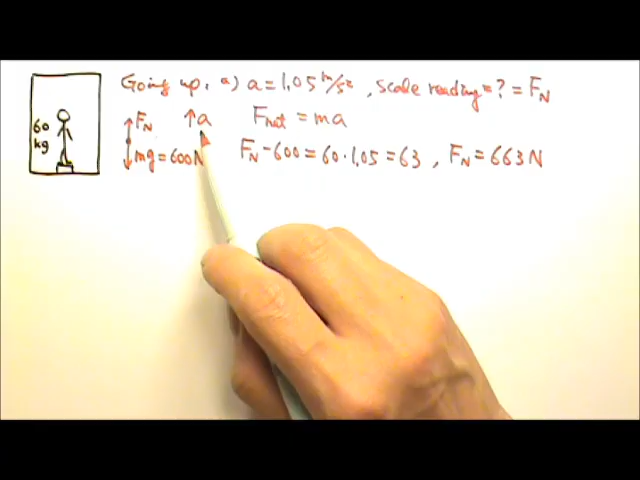 Going up: a) a = 1.05 m/s², scale reading = ? = F_N
60 kg
↑ F_N ↑ a F_net = ma
mg = 600 N F_N - 600 = 60 · 1.05 = 63 , F_N = 663 N